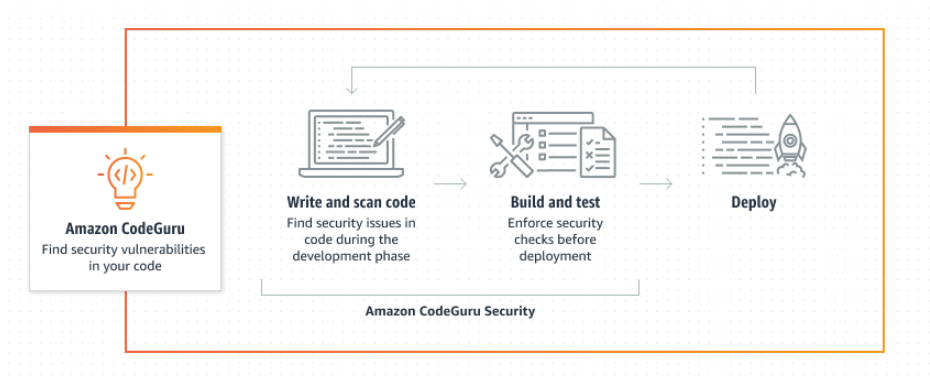 Amazon CodeGuru
Find security vulnerabilities
in your code
Write and scan code
Find security issues in
code during the
development phase
Build and test
Enforce security
checks before
deployment
Deploy
Amazon CodeGuru Security